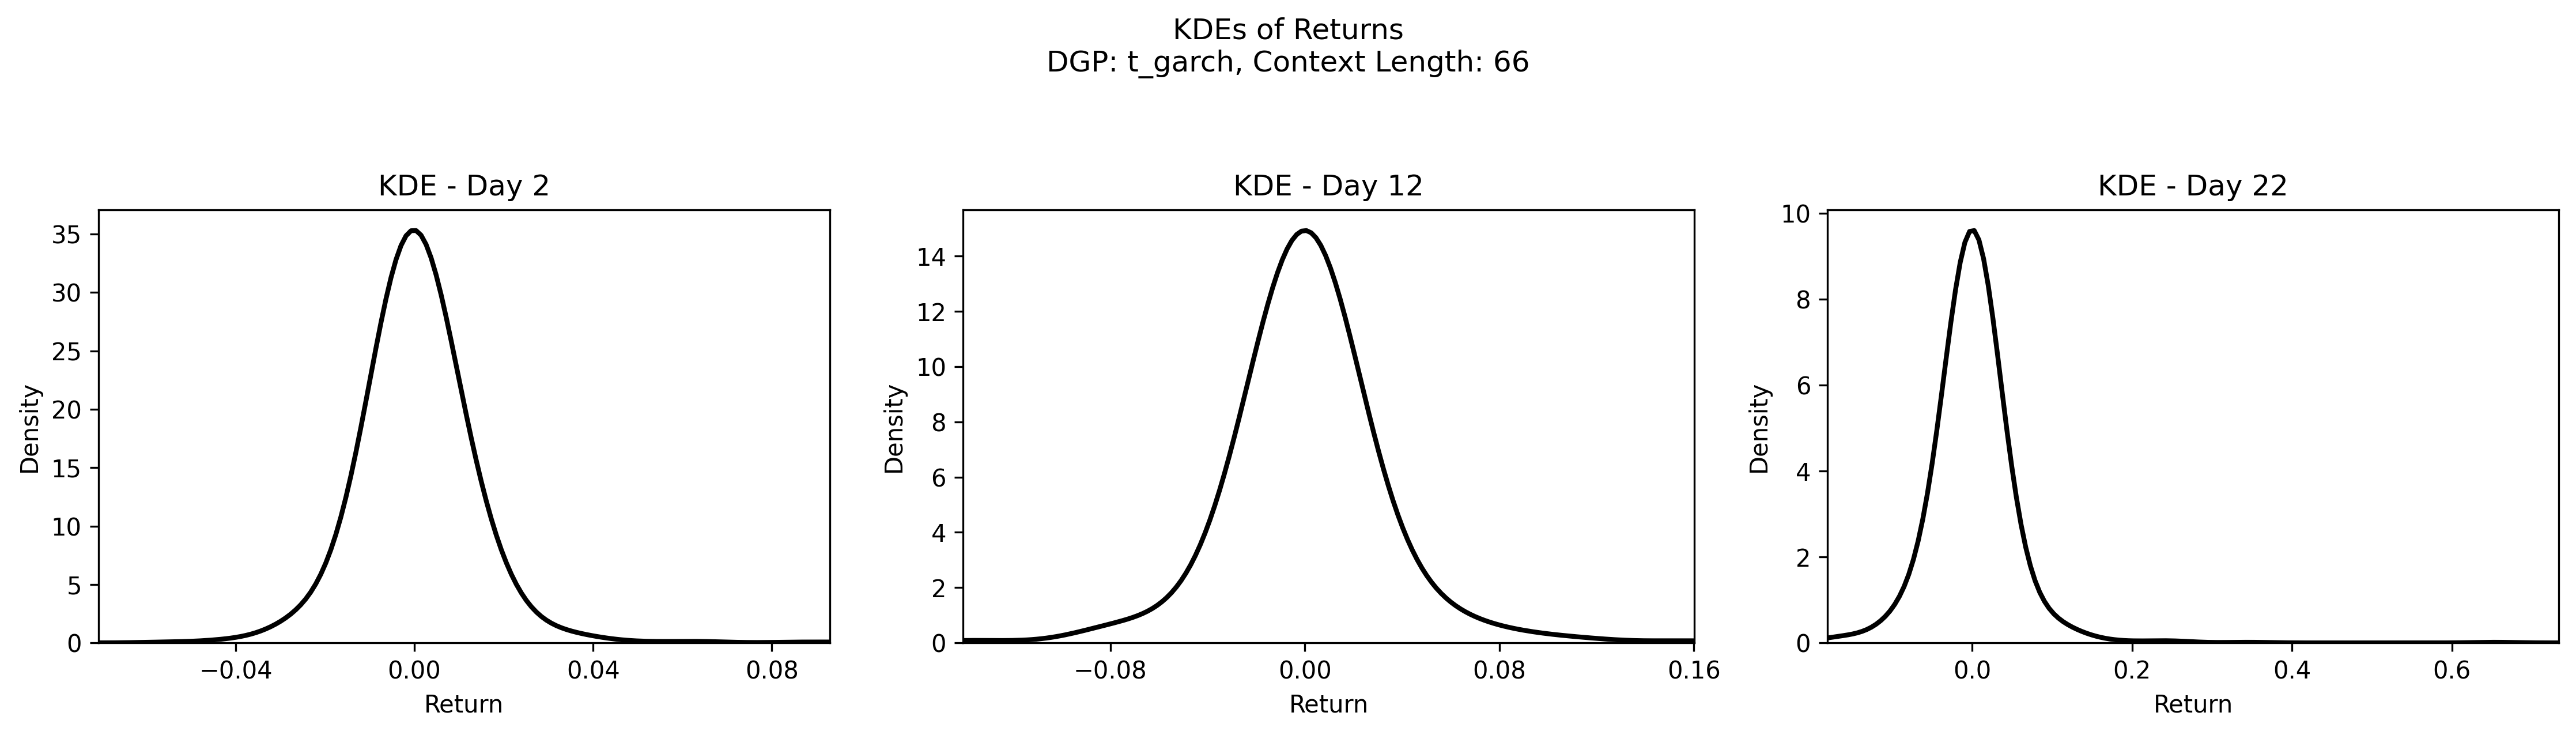 KDEs of Returns
DGP: t_garch, Context Length: 66
KDE - Day 2
35
30
25
20
15
10
5
0
Density
−0.04 0.00 0.04 0.08
Return
KDE - Day 12
14
12
10
8
6
4
2
0
Density
−0.08 0.00 0.08 0.16
Return
KDE - Day 22
10
8
6
4
2
0
Density
0.0 0.2 0.4 0.6
Return